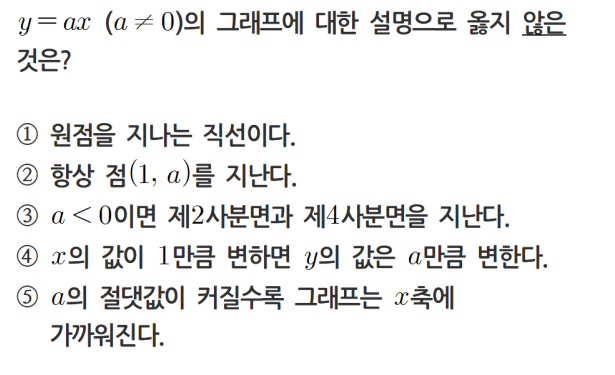 y = ax (a ≠ 0)의 그래프에 대한 설명으로 옳지 않은
것은?
① 원점을 지나는 직선이다.
② 항상 점(1, a)를 지난다.
③ a < 0이면 제2사분면과 제4사분면을 지난다.
④ x의 값이 1만큼 변하면 y의 값은 a만큼 변한다.
⑤ a의 절댓값이 커질수록 그래프는 x축에
가까워진다.